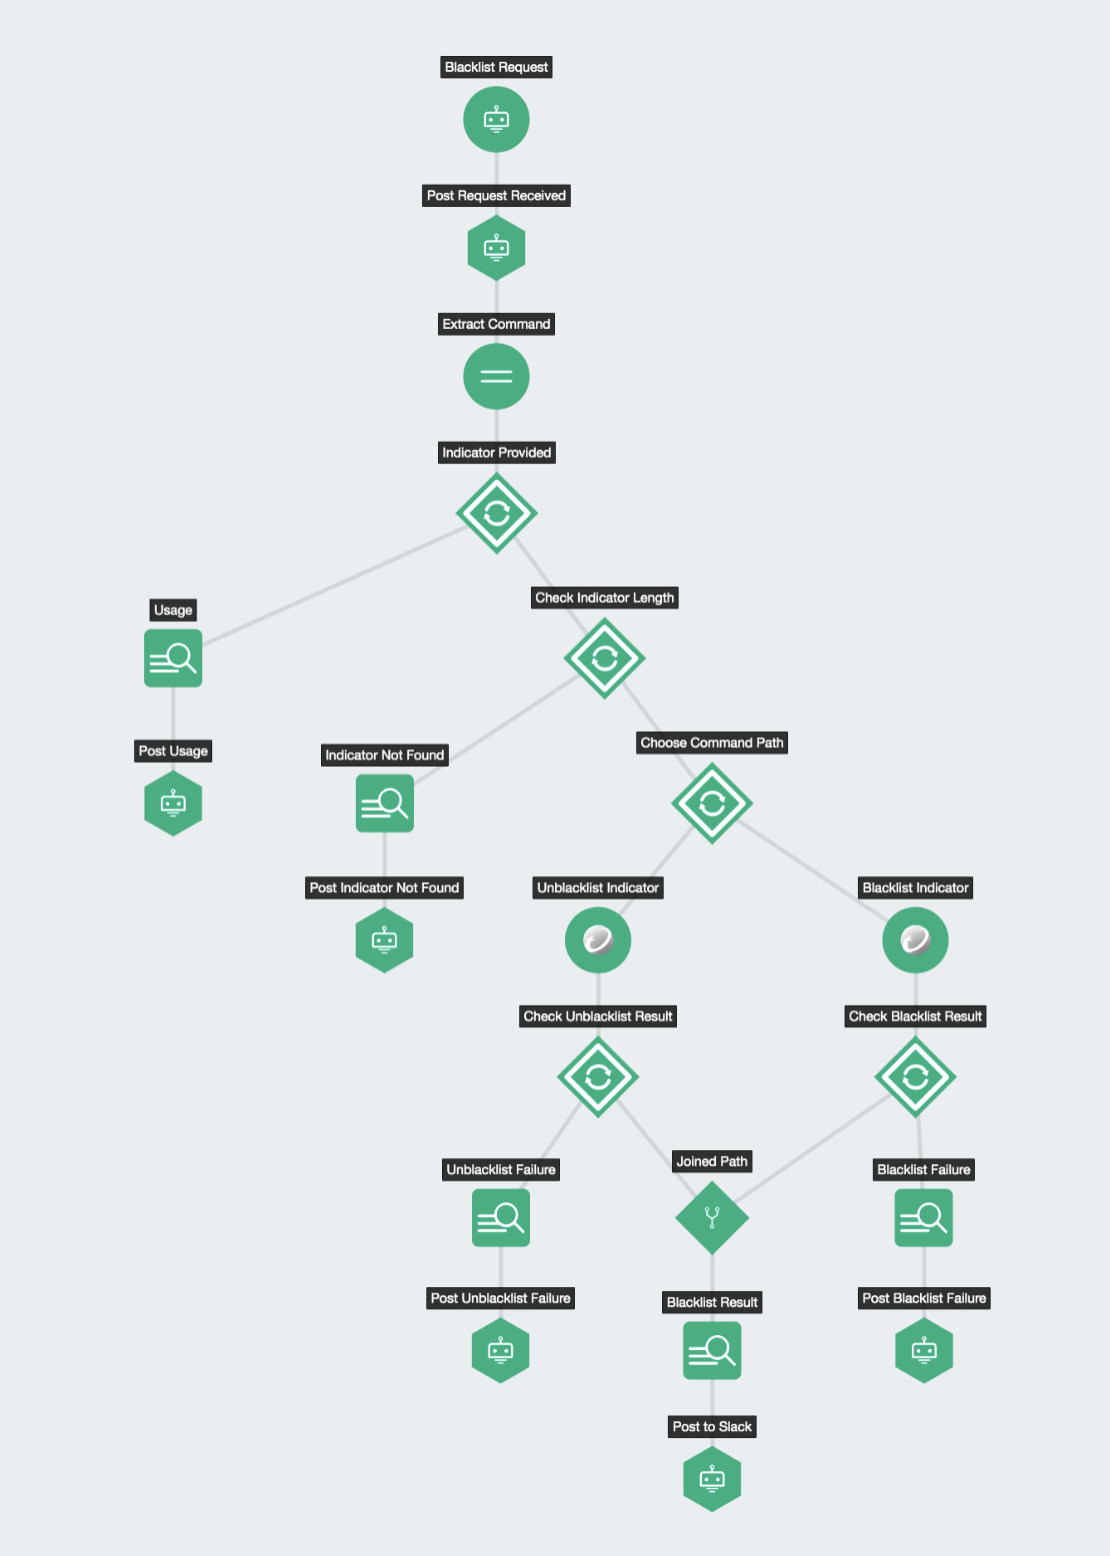 Blacklist Request
Post Request Received
Extract Command
Indicator Provided
Check Indicator Length
Usage
Choose Command Path
Post Usage
Indicator Not Found
Post Indicator Not Found
Unblacklist Indicator
Blacklist Indicator
Check Unblacklist Result
Check Blacklist Result
Joined Path
Unblacklist Failure
Blacklist Failure
Post Unblacklist Failure
Blacklist Result
Post Blacklist Failure
Post to Slack